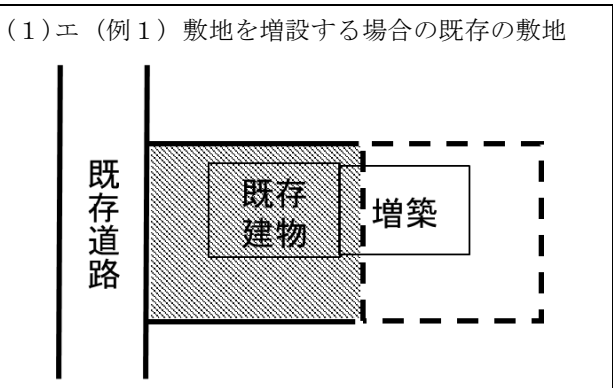 (１)エ（例１）敷地を増設する場合の既存の敷地
既存道路
既存
建物
増築